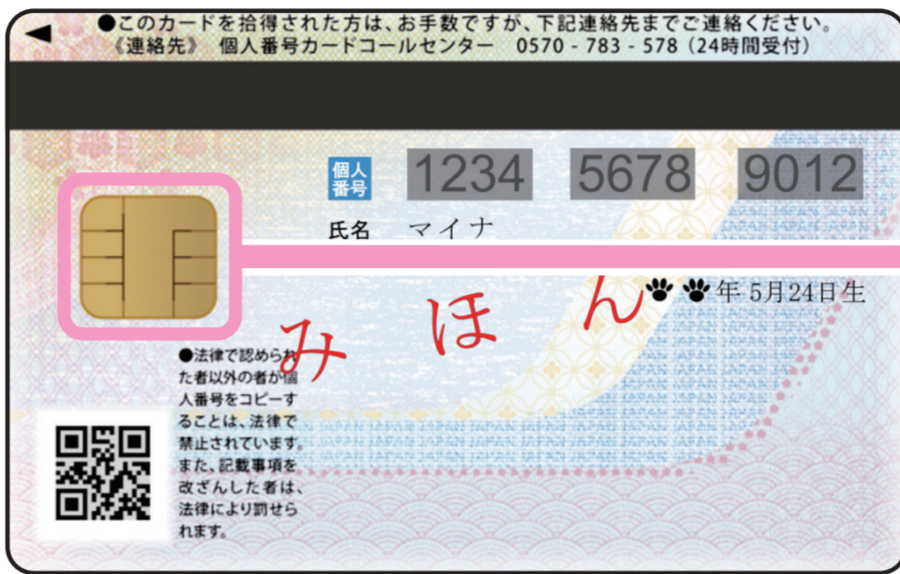 ●このカードを拾得された方は、お手数ですが、下記連絡先までご連絡ください。
《連絡先》 個人番号カードコールセンター 0570 - 783 - 578（24時間受付）
個人番号 1234 5678 9012
氏名 マイナ
年 5月24日生
みほん
●法律で認められ
た者以外の者が個
人番号をコピーす
ることは、法律で
禁止されています。
また、記載事項を
改ざんした者は、
法律により罰せら
れます。